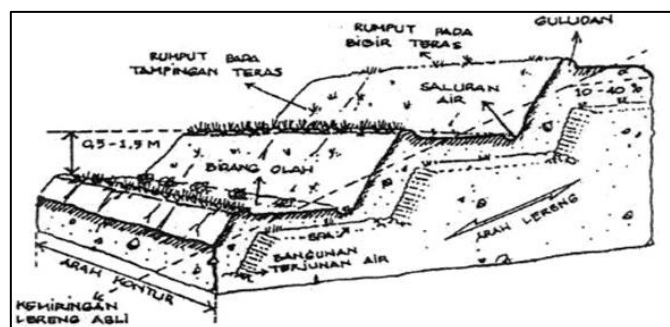 GULUDAN
RUMPUT PADA
BIBIR TERAS
RUMPUT PADA
TAMPINGAN TERAS
SALURAN
AIR
10-40%
0,5-1,5 M
BIDANG OLAH
SPA
ARAH LERENG
BANGUNAN
TERJUNAN AIR
ARAH KONTUR
KEMIRINGAN
LERENG ASLI